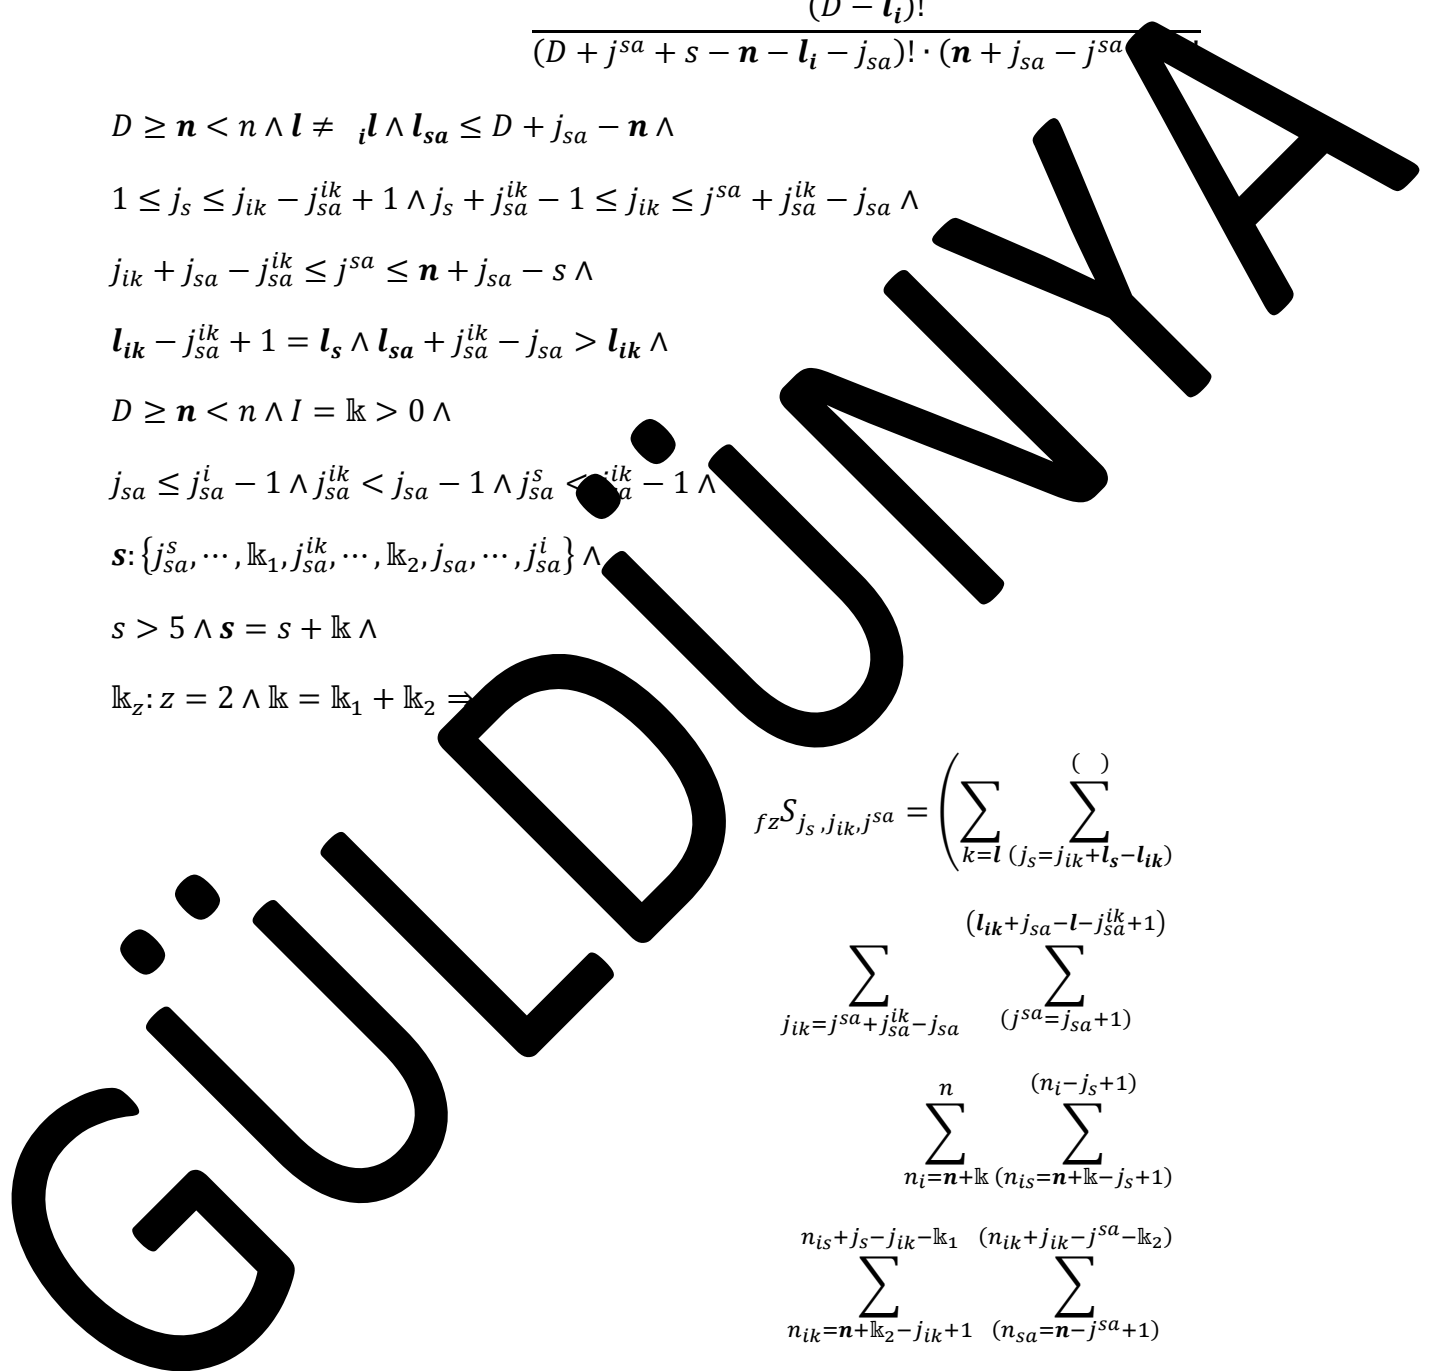 (D − l_i)!
(D + j^{sa} + s − n − l_i − j_{sa})! · (n + j_{sa} − j^{sa}
D ≥ n < n ∧ l ≠ _i l ∧ l_{sa} ≤ D + j_{sa} − n ∧
1 ≤ j_s ≤ j_{ik} − j_{sa}^{ik} + 1 ∧ j_s + j_{sa}^{ik} − 1 ≤ j_{ik} ≤ j^{sa} + j_{sa}^{ik} − j_{sa} ∧
j_{ik} + j_{sa} − j_{sa}^{ik} ≤ j^{sa} ≤ n + j_{sa} − s ∧
l_{ik} − j_{sa}^{ik} + 1 = l_s ∧ l_{sa} + j_{sa}^{ik} − j_{sa} > l_{ik} ∧
D ≥ n < n ∧ I = 𝕜 > 0 ∧
j_{sa} ≤ j_{sa}^{i} − 1 ∧ j_{sa}^{ik} < j_{sa} − 1 ∧ j_{sa}^{s} < j_{sa}^{ik} − 1 ∧
s: {j_{sa}^{s}, ⋯, 𝕜_1, j_{sa}^{ik}, ⋯, 𝕜_2, j_{sa}, ⋯, j_{sa}^{i}} ∧
s > 5 ∧ s = s + 𝕜 ∧
𝕜_z: z = 2 ∧ 𝕜 = 𝕜_1 + 𝕜_2 ⇒
( )
_{fz}S_{j_s, j_{ik}, j^{sa}} = ( ∑ ∑
k=l (j_s=j_{ik}+l_s−l_{ik})
(l_{ik}+j_{sa}−l−j_{sa}^{ik}+1)
∑ ∑
j_{ik}=j^{sa}+j_{sa}^{ik}−j_{sa} (j^{sa}=j_{sa}+1)
n (n_i−j_s+1)
∑ ∑
n_i=n+𝕜 (n_{is}=n+𝕜−j_s+1)
n_{is}+j_s−j_{ik}−𝕜_1 (n_{ik}+j_{ik}−j^{sa}−𝕜_2)
∑ ∑
n_{ik}=n+𝕜_2−j_{ik}+1 (n_{sa}=n−j^{sa}+1)
GÜLDÜNYA